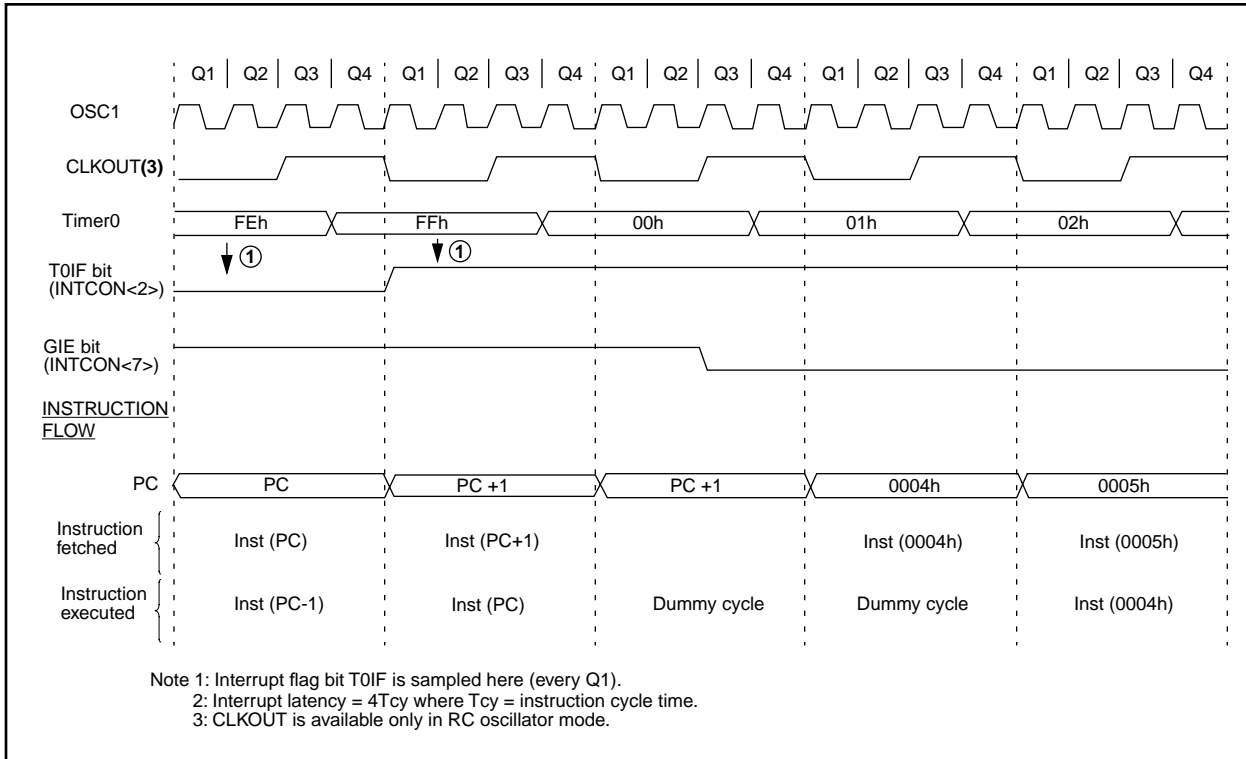 Q1 Q2 Q3 Q4 Q1 Q2 Q3 Q4 Q1 Q2 Q3 Q4 Q1 Q2 Q3 Q4 Q1 Q2 Q3 Q4
OSC1
CLKOUT(3)
Timer0 FEh FFh 00h 01h 02h
1 1
T0IF bit
(INTCON<2>)
GIE bit
(INTCON<7>)
INSTRUCTION
FLOW
PC PC PC +1 PC +1 0004h 0005h
Instruction
fetched
Inst (PC) Inst (PC+1) Inst (0004h) Inst (0005h)
Instruction
executed
Inst (PC-1) Inst (PC) Dummy cycle Dummy cycle Inst (0004h)
Note 1: Interrupt flag bit T0IF is sampled here (every Q1).
2: Interrupt latency = 4Tcy where Tcy = instruction cycle time.
3: CLKOUT is available only in RC oscillator mode.